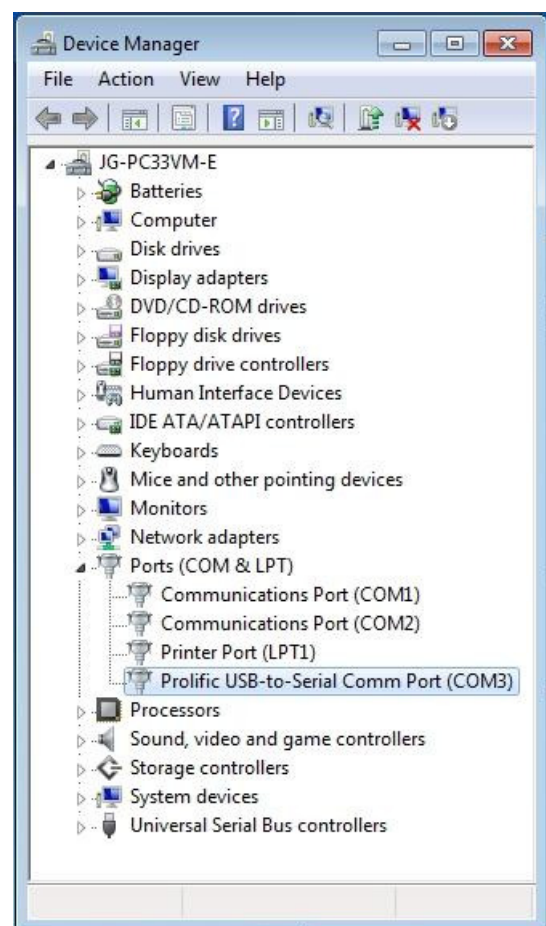 Device Manager
File Action View Help
JG-PC33VM-E
Batteries
Computer
Disk drives
Display adapters
DVD/CD-ROM drives
Floppy disk drives
Floppy drive controllers
Human Interface Devices
IDE ATA/ATAPI controllers
Keyboards
Mice and other pointing devices
Monitors
Network adapters
Ports (COM & LPT)
Communications Port (COM1)
Communications Port (COM2)
Printer Port (LPT1)
Prolific USB-to-Serial Comm Port (COM3)
Processors
Sound, video and game controllers
Storage controllers
System devices
Universal Serial Bus controllers